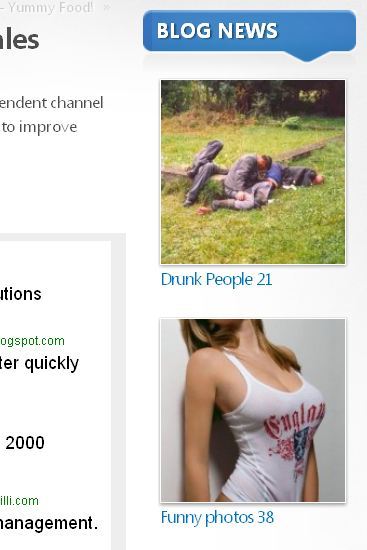 - Yummy Food! »
ales
endent channel
to improve
utions
ogspot.com
ter quickly
2000
illi.com
management.
BLOG NEWS
Drunk People 21
England
Funny photos 38